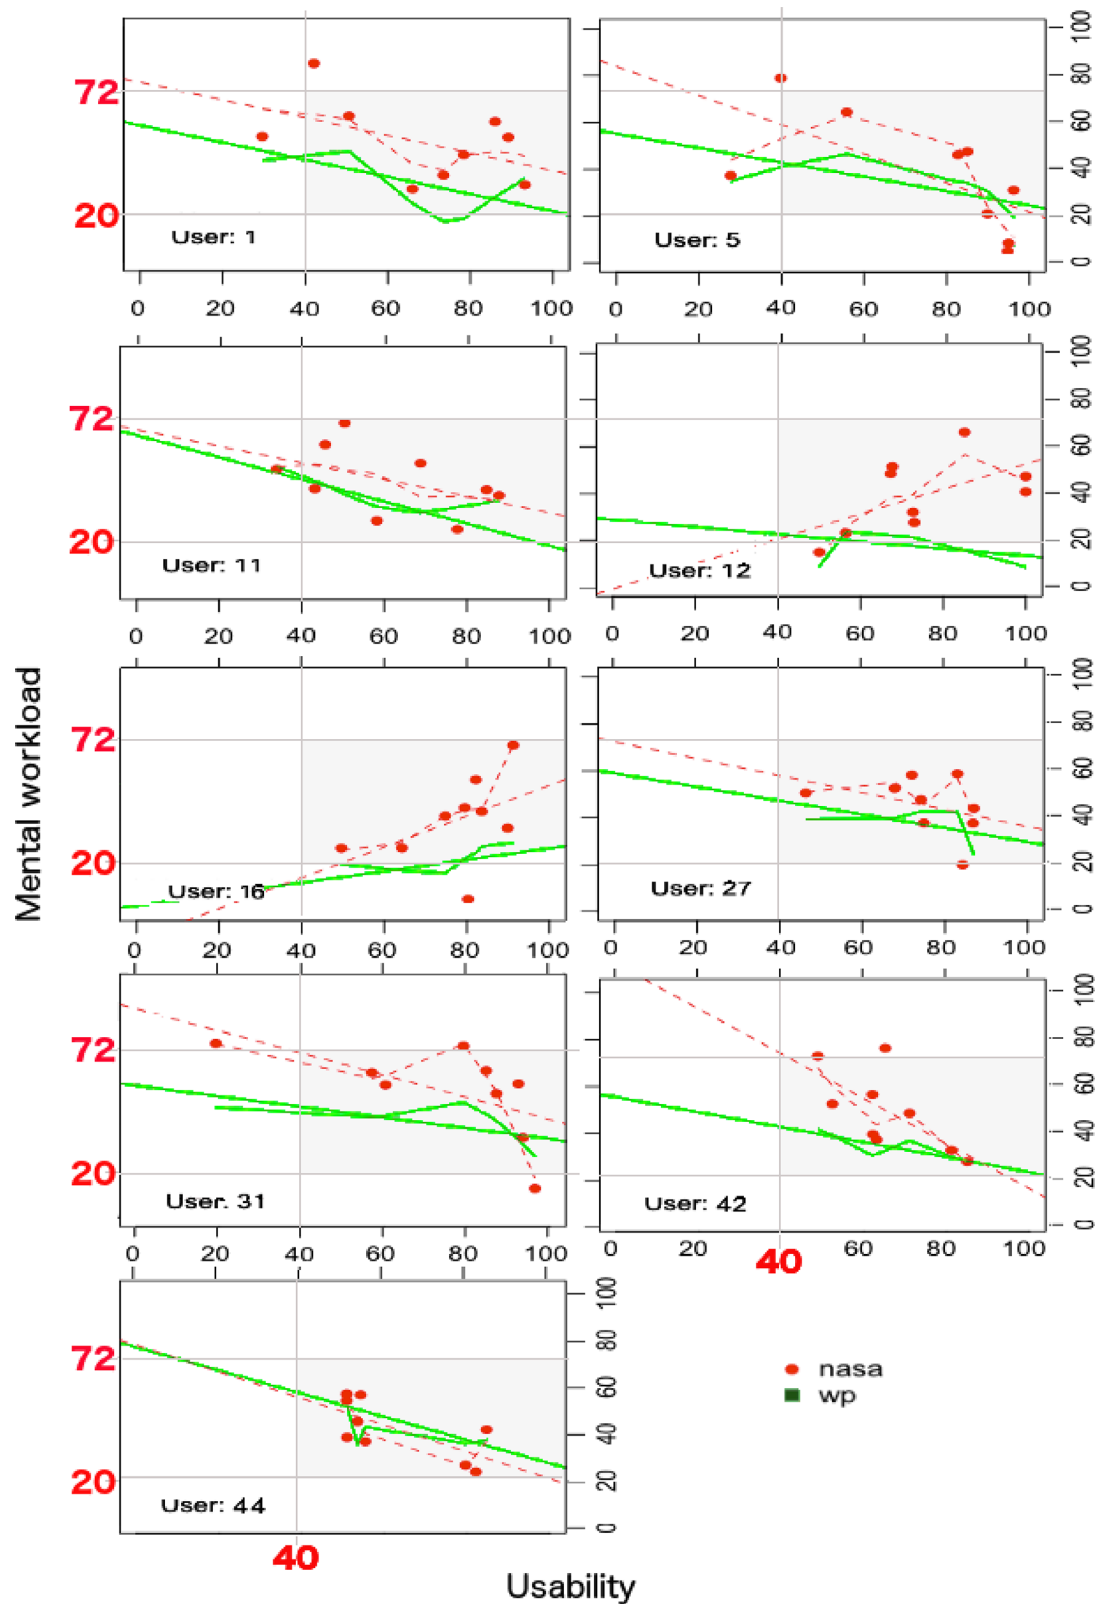 72
20
User: 1
0 20 40 60 80 100
User: 5
0 20 40 60 80 100
0 20 40 60 80 100
72
20
User: 11
0 20 40 60 80 100
User: 12
0 20 40 60 80 100
0 20 40 60 80 100
Mental workload
72
20
User: 16
0 20 40 60 80 100
User: 27
0 20 40 60 80 100
0 20 40 60 80 100
72
20
User: 31
0 20 40 60 80 100
User: 42
0 20 40 60 80 100
0 20 60 80 100
40
72
20
User: 44
0 20 40 60 80 100
40
nasa
wp
Usability